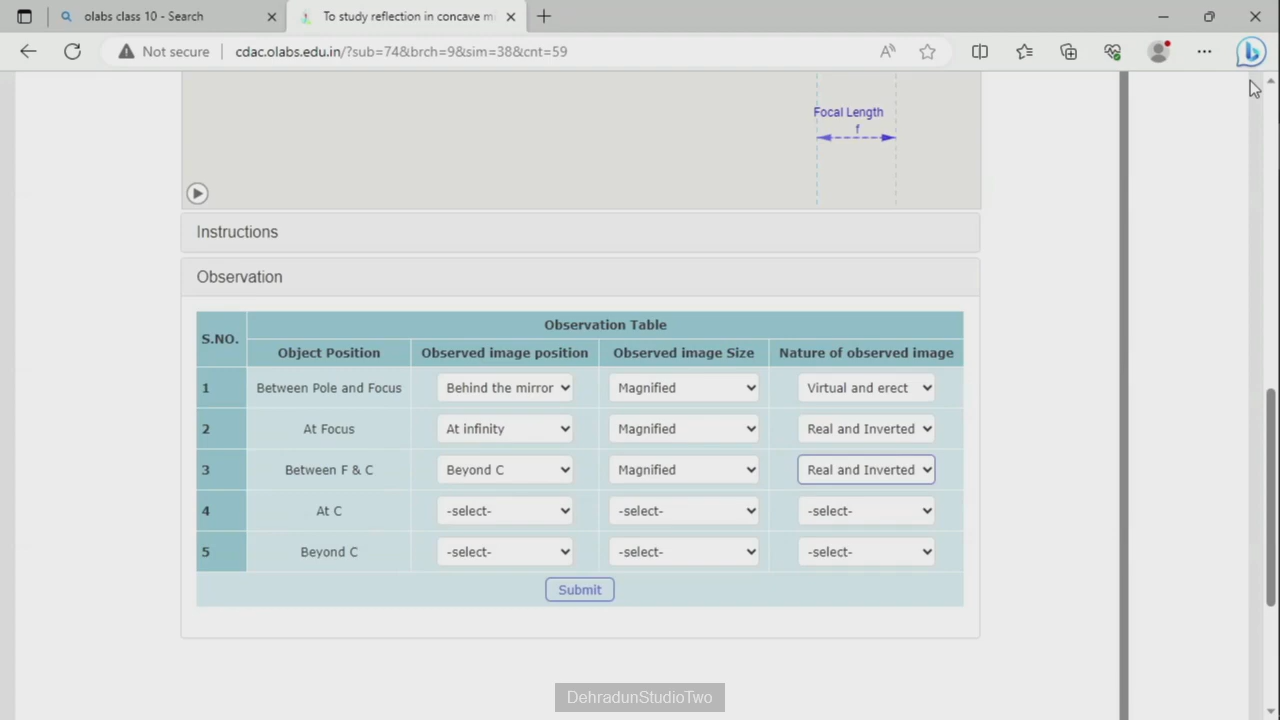 olabs class 10 - Search
To study reflection in concave m
Not secure
cdac.olabs.edu.in/?sub=74&brch=9&sim=38&cnt=59
Focal Length
f
Instructions
Observation
S.NO.
Observation Table
Object Position Observed image position Observed image Size Nature of observed image
1 Between Pole and Focus Behind the mirror Magnified Virtual and erect
2 At Focus At infinity Magnified Real and Inverted
3 Between F & C Beyond C Magnified Real and Inverted
4 At C -select- -select- -select-
5 Beyond C -select- -select- -select-
Submit
DehradunStudioTwo